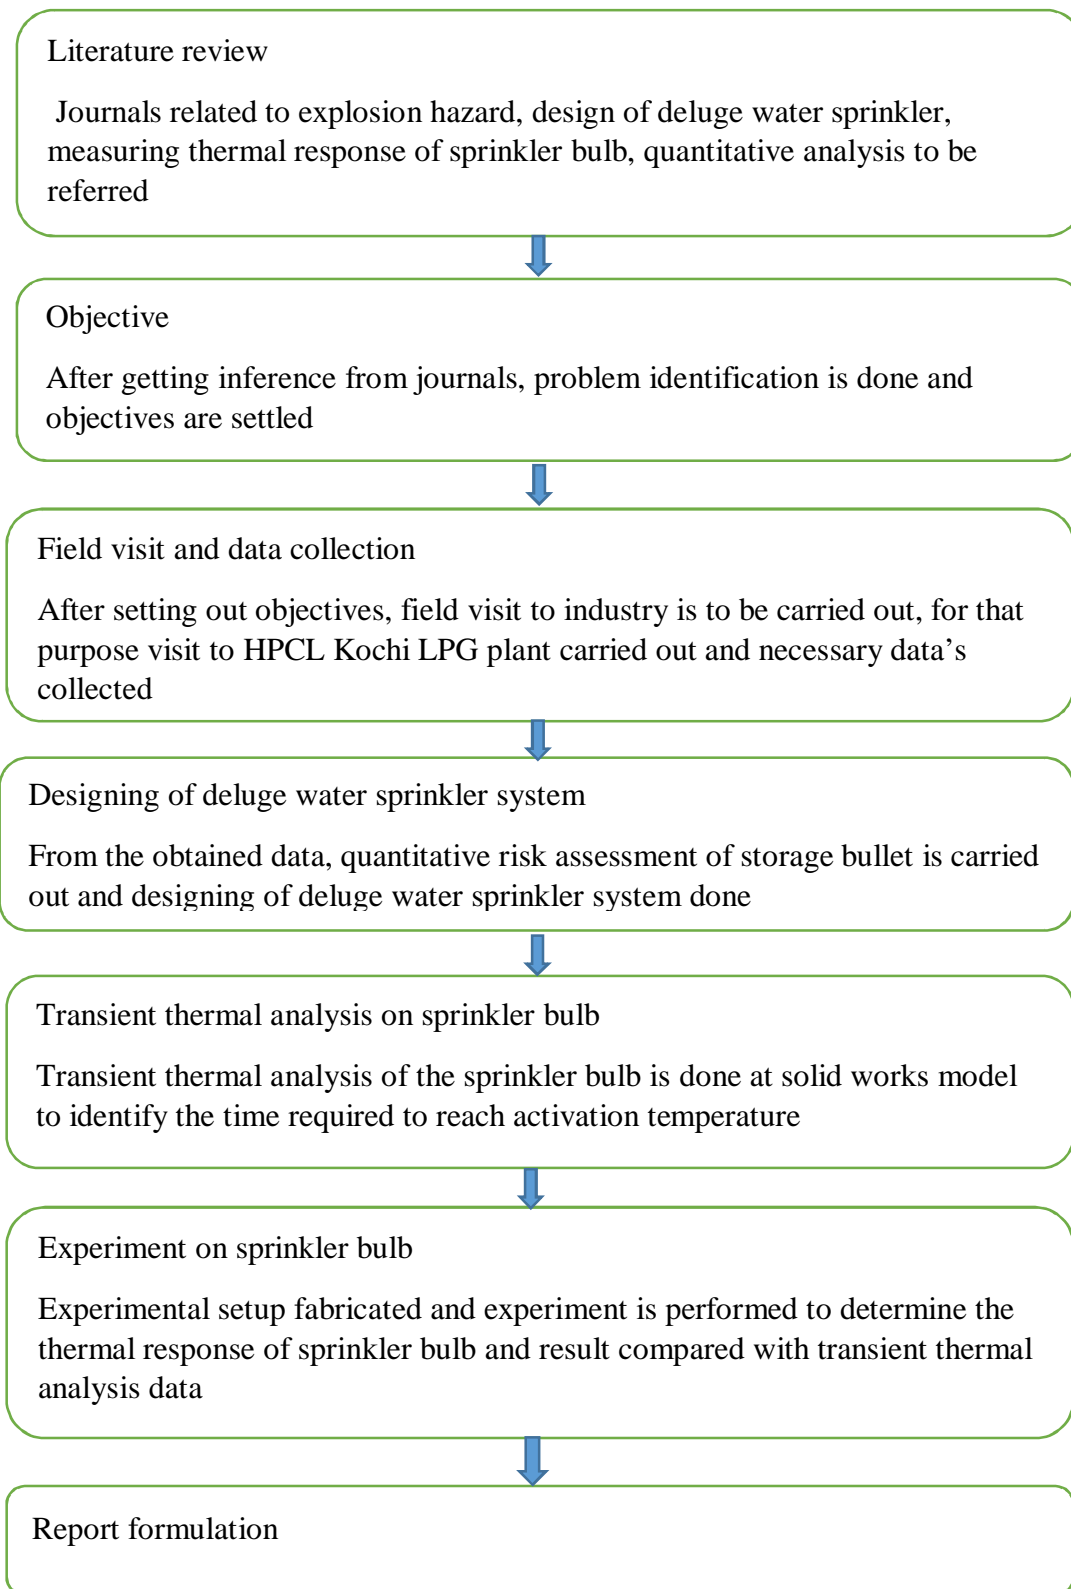 Literature review
Journals related to explosion hazard, design of deluge water sprinkler,
measuring thermal response of sprinkler bulb, quantitative analysis to be
referred
Objective
After getting inference from journals, problem identification is done and
objectives are settled
Field visit and data collection
After setting out objectives, field visit to industry is to be carried out, for that
purpose visit to HPCL Kochi LPG plant carried out and necessary data’s
collected
Designing of deluge water sprinkler system
From the obtained data, quantitative risk assessment of storage bullet is carried
out and designing of deluge water sprinkler system done
Transient thermal analysis on sprinkler bulb
Transient thermal analysis of the sprinkler bulb is done at solid works model
to identify the time required to reach activation temperature
Experiment on sprinkler bulb
Experimental setup fabricated and experiment is performed to determine the
thermal response of sprinkler bulb and result compared with transient thermal
analysis data
Report formulation